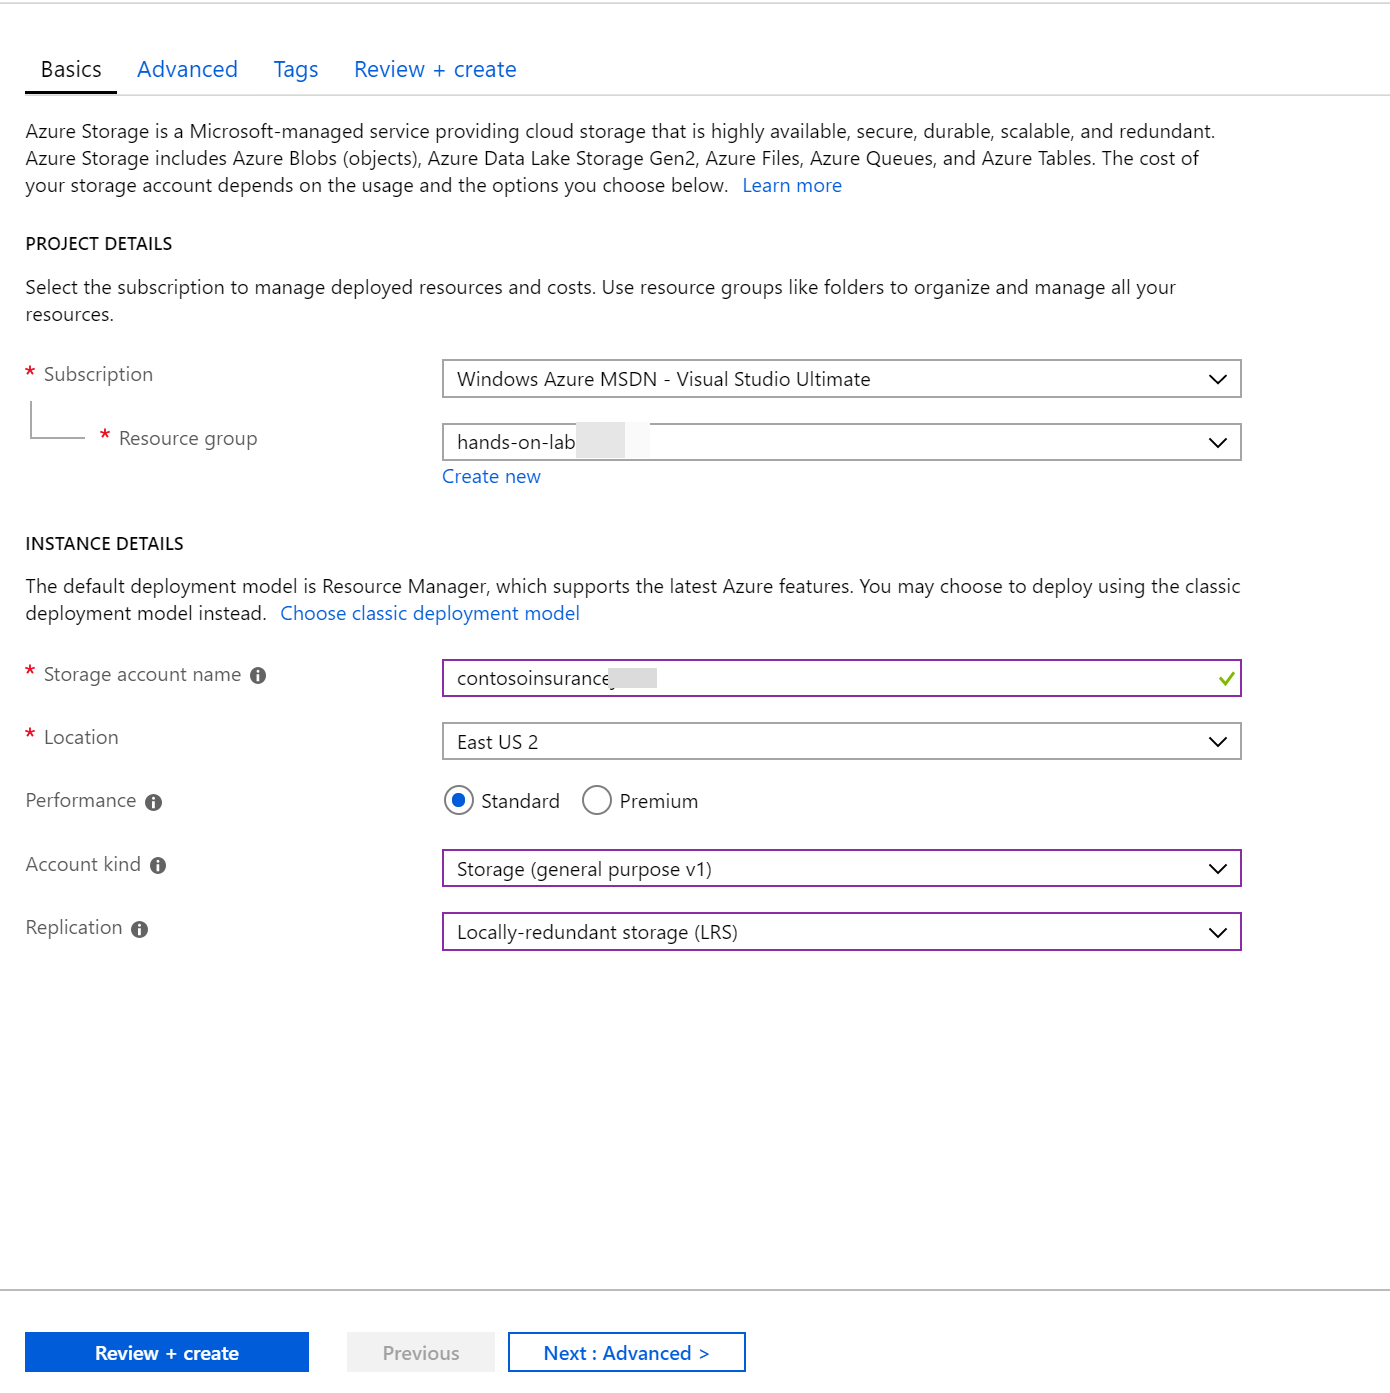 Basics Advanced Tags Review + create
Azure Storage is a Microsoft-managed service providing cloud storage that is highly available, secure, durable, scalable, and redundant.
Azure Storage includes Azure Blobs (objects), Azure Data Lake Storage Gen2, Azure Files, Azure Queues, and Azure Tables. The cost of
your storage account depends on the usage and the options you choose below. Learn more
PROJECT DETAILS
Select the subscription to manage deployed resources and costs. Use resource groups like folders to organize and manage all your
resources.
* Subscription Windows Azure MSDN - Visual Studio Ultimate
* Resource group hands-on-lab
Create new
INSTANCE DETAILS
The default deployment model is Resource Manager, which supports the latest Azure features. You may choose to deploy using the classic
deployment model instead. Choose classic deployment model
* Storage account name contosoinsurance
* Location East US 2
Performance Standard Premium
Account kind Storage (general purpose v1)
Replication Locally-redundant storage (LRS)
Review + create Previous Next : Advanced >